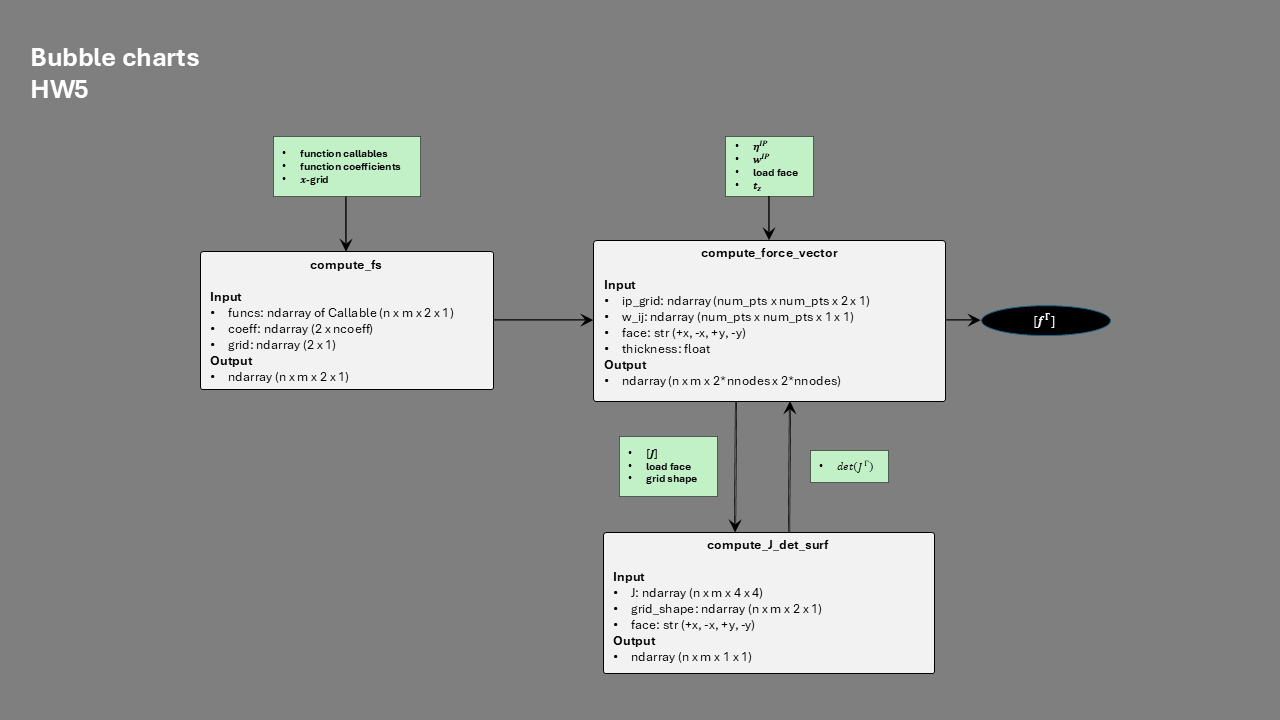 Bubble charts
HW5
• function callables
• function coefficients
• x-grid
• η^IP
• w^IP
• load face
• t_z
compute_fs
Input
• funcs: ndarray of Callable (n x m x 2 x 1)
• coeff: ndarray (2 x ncoeff)
• grid: ndarray (2 x 1)
Output
• ndarray (n x m x 2 x 1)
compute_force_vector
Input
• ip_grid: ndarray (num_pts x num_pts x 2 x 1)
• w_ij: ndarray (num_pts x num_pts x 1 x 1)
• face: str (+x, -x, +y, -y)
• thickness: float
Output
• ndarray (n x m x 2*nnodes x 2*nnodes)
[f^Γ]
• [J]
• load face
• grid shape
• det(J^Γ)
compute_J_det_surf
Input
• J: ndarray (n x m x 4 x 4)
• grid_shape: ndarray (n x m x 2 x 1)
• face: str (+x, -x, +y, -y)
Output
• ndarray (n x m x 1 x 1)